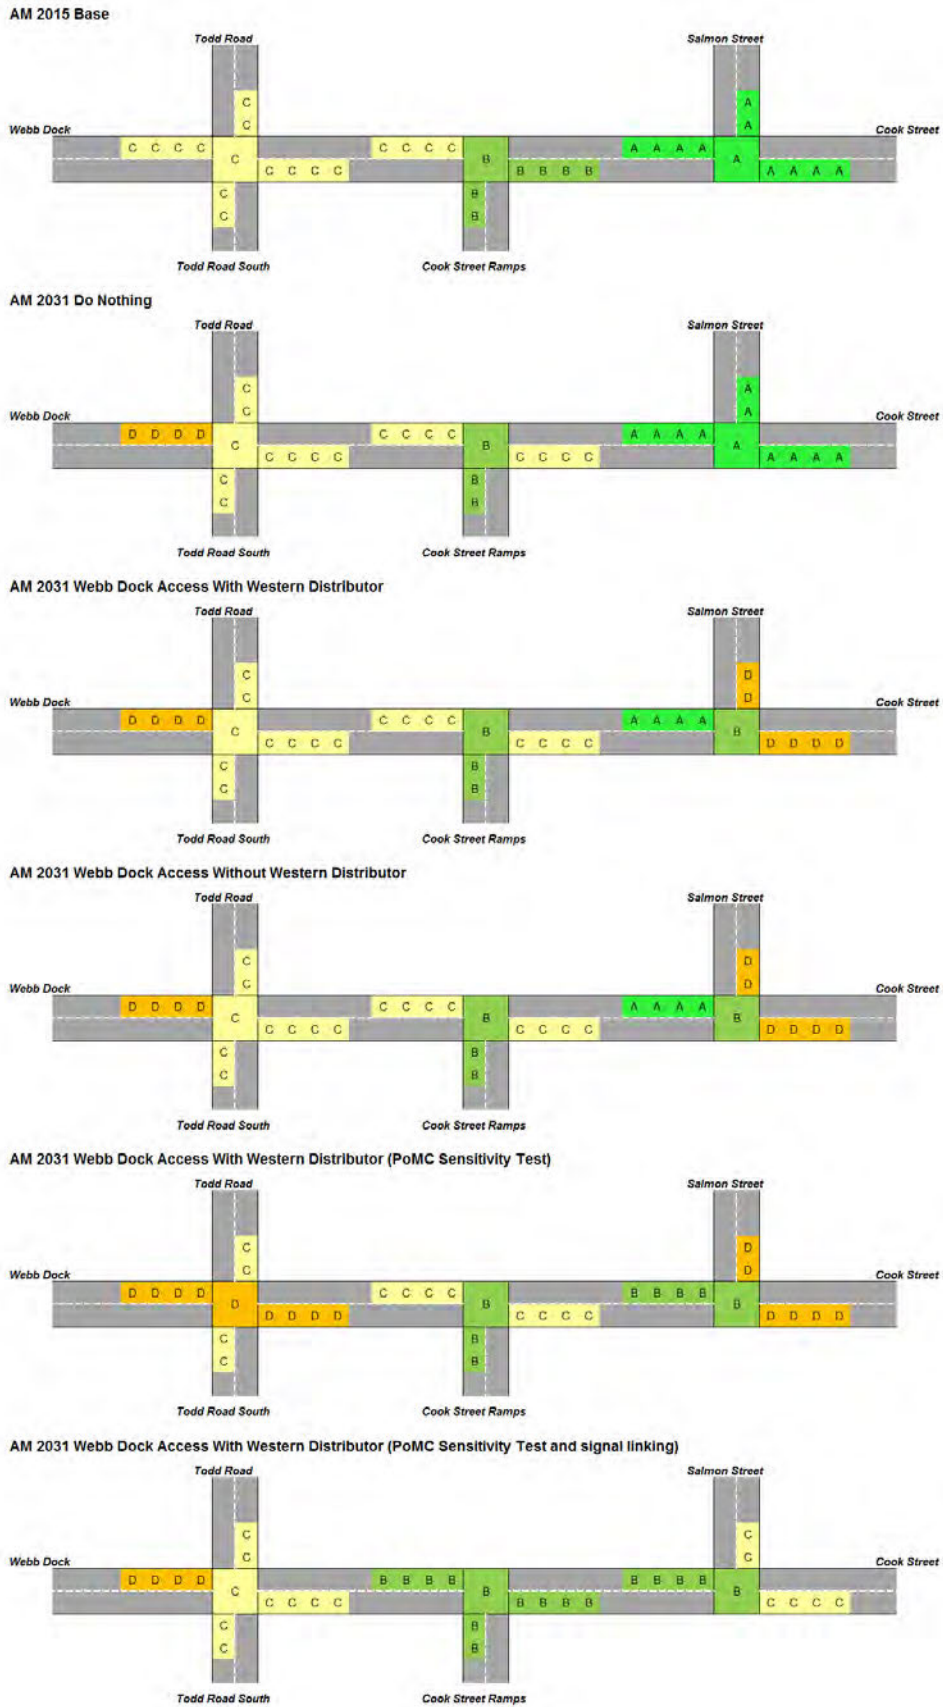 AM 2015 Base
Todd Road Salmon Street
C A
Webb Dock C A Cook Street
C C C C C C C C A A A A
C B A
C C C C B B B B A A A A
C B
C B
Todd Road South Cook Street Ramps
AM 2031 Do Nothing
Todd Road Salmon Street
C A
Webb Dock C A Cook Street
D D D D C C C C A A A A
C B A
C C C C C C C C A A A A
C B
C B
Todd Road South Cook Street Ramps
AM 2031 Webb Dock Access With Western Distributor
Todd Road Salmon Street
C D
Webb Dock C D Cook Street
D D D D C C C C A A A A
C B B
C C C C C C C C D D D D
C B
C B
Todd Road South Cook Street Ramps
AM 2031 Webb Dock Access Without Western Distributor
Todd Road Salmon Street
C D
Webb Dock C D Cook Street
D D D D C C C C A A A A
C B B
C C C C C C C C D D D D
C B
C B
Todd Road South Cook Street Ramps
AM 2031 Webb Dock Access With Western Distributor (PoMC Sensitivity Test)
Todd Road Salmon Street
C D
Webb Dock C D Cook Street
D D D D C C C C B B B B
D B B
D D D D C C C C D D D D
C B
C B
Todd Road South Cook Street Ramps
AM 2031 Webb Dock Access With Western Distributor (PoMC Sensitivity Test and signal linking)
Todd Road Salmon Street
C C
Webb Dock C C Cook Street
D D D D B B B B B B B B
C B B
C C C C B B B B C C C C
C B
C B
Todd Road South Cook Street Ramps